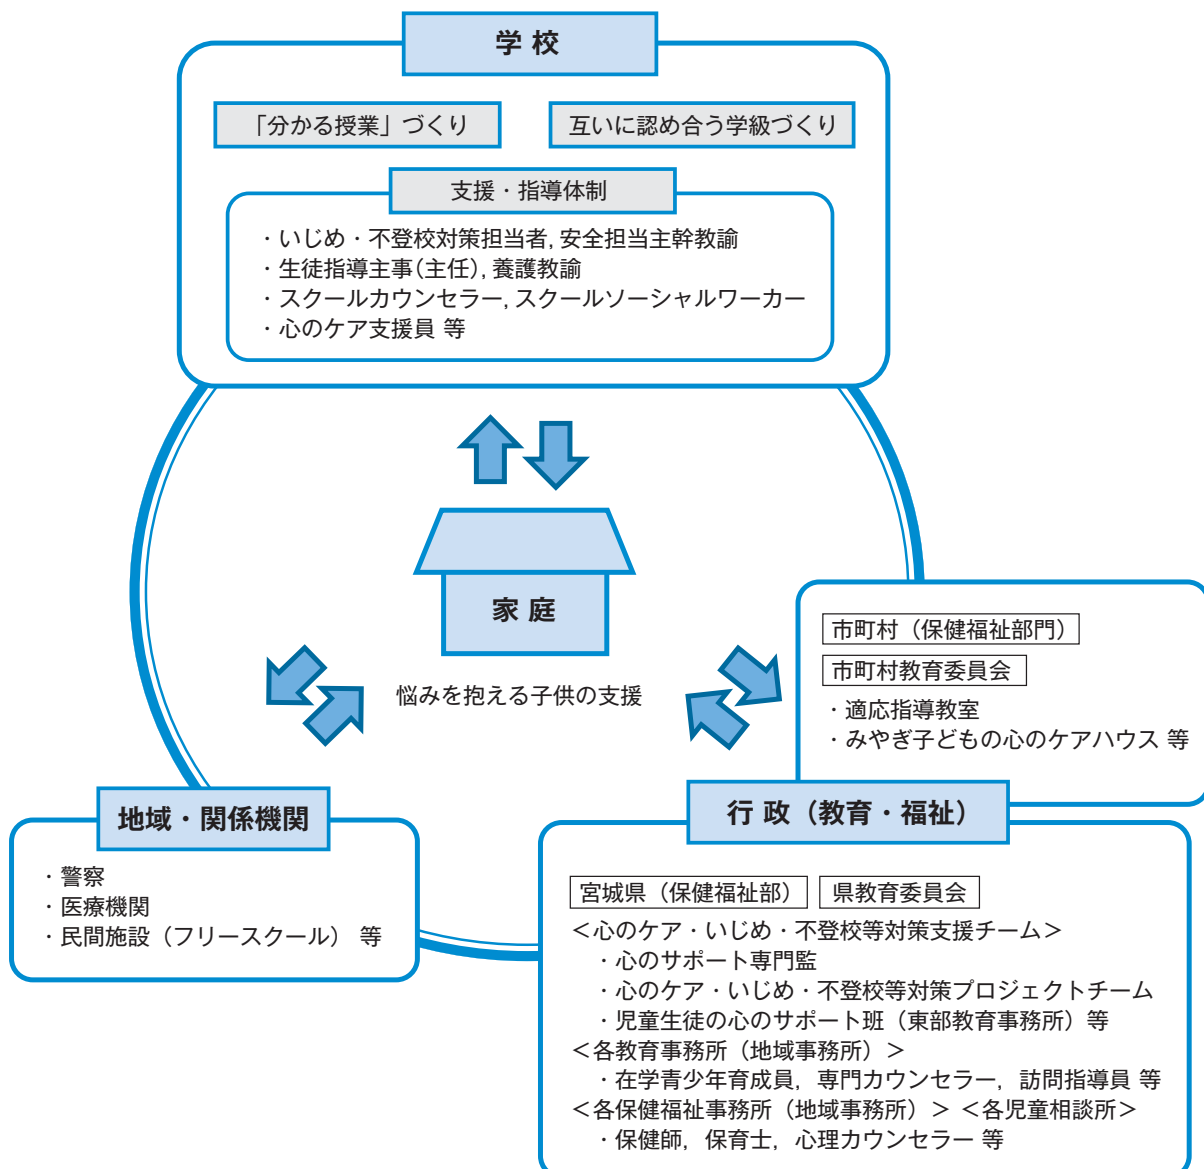 学 校
「分かる授業」づくり
互いに認め合う学級づくり
支援・指導体制
・いじめ・不登校対策担当者, 安全担当主幹教諭
・生徒指導主事(主任), 養護教諭
・スクールカウンセラー, スクールソーシャルワーカー
・心のケア支援員 等
家 庭
悩みを抱える子供の支援
市町村（保健福祉部門）
市町村教育委員会
・適応指導教室
・みやぎ子どもの心のケアハウス 等
地域・関係機関
・警察
・医療機関
・民間施設（フリースクール） 等
行 政（教育・福祉）
宮城県（保健福祉部） 県教育委員会
＜心のケア・いじめ・不登校等対策支援チーム＞
・心のサポート専門監
・心のケア・いじめ・不登校等対策プロジェクトチーム
・児童生徒の心のサポート班（東部教育事務所）等
＜各教育事務所（地域事務所）＞
・在学青少年育成員，専門カウンセラー，訪問指導員 等
＜各保健福祉事務所（地域事務所）＞ ＜各児童相談所＞
・保健師，保育士，心理カウンセラー 等